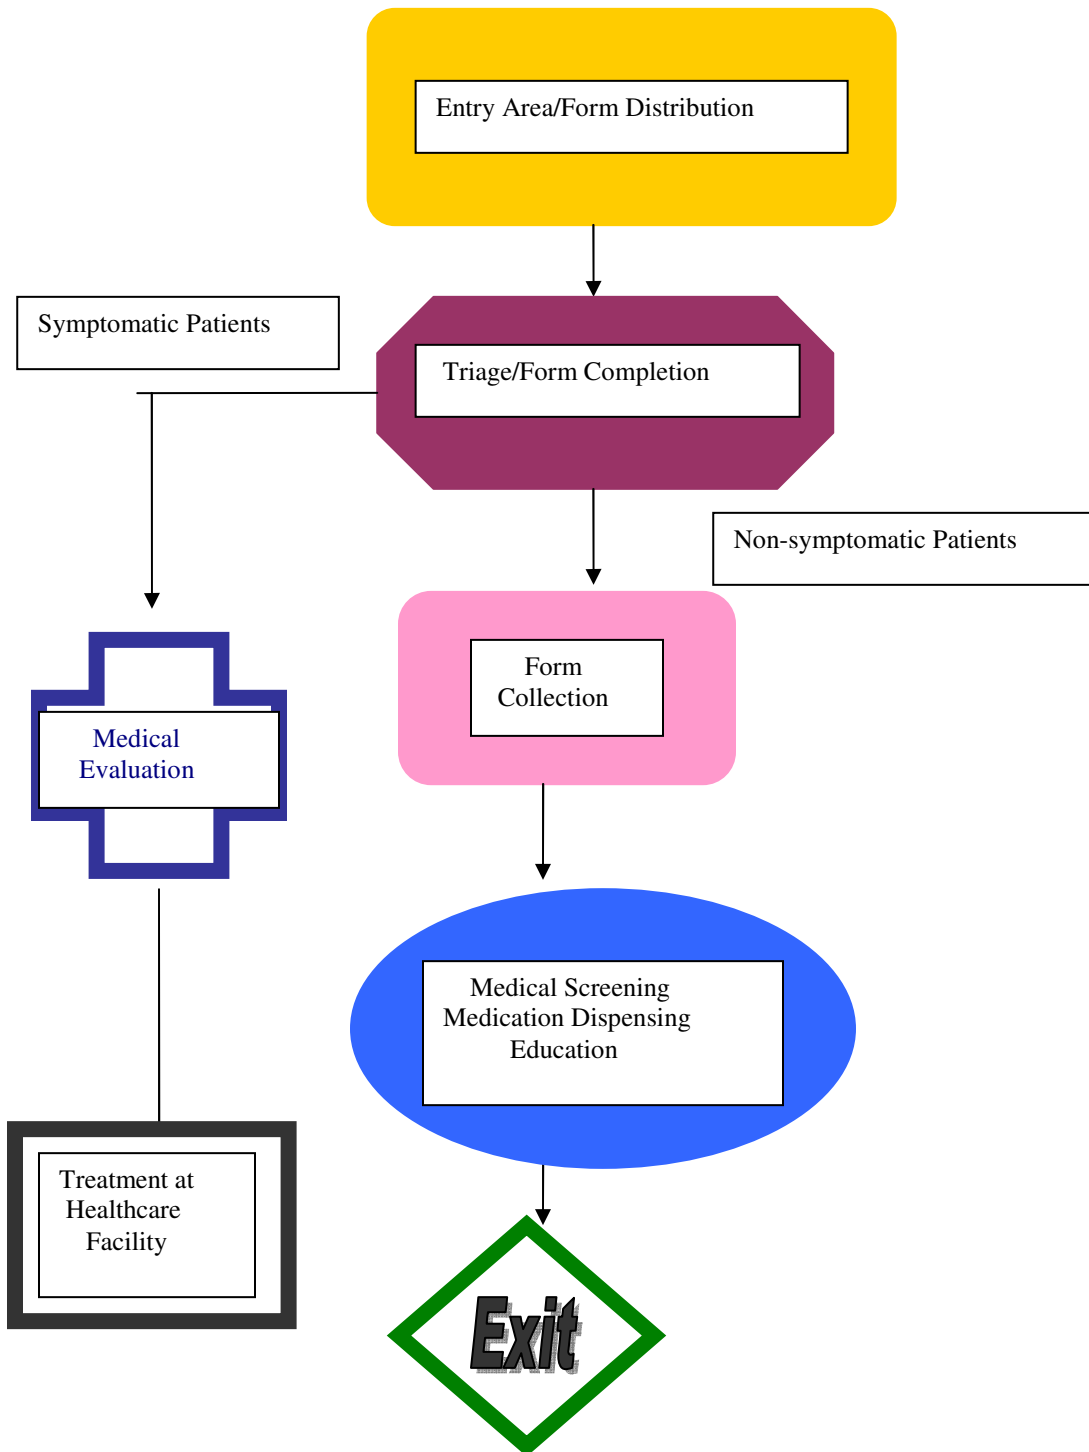 Entry Area/Form Distribution
Symptomatic Patients
Triage/Form Completion
Non-symptomatic Patients
Form
Collection
Medical
Evaluation
Medical Screening
Medication Dispensing
Education
Treatment at
Healthcare
Facility
Exit